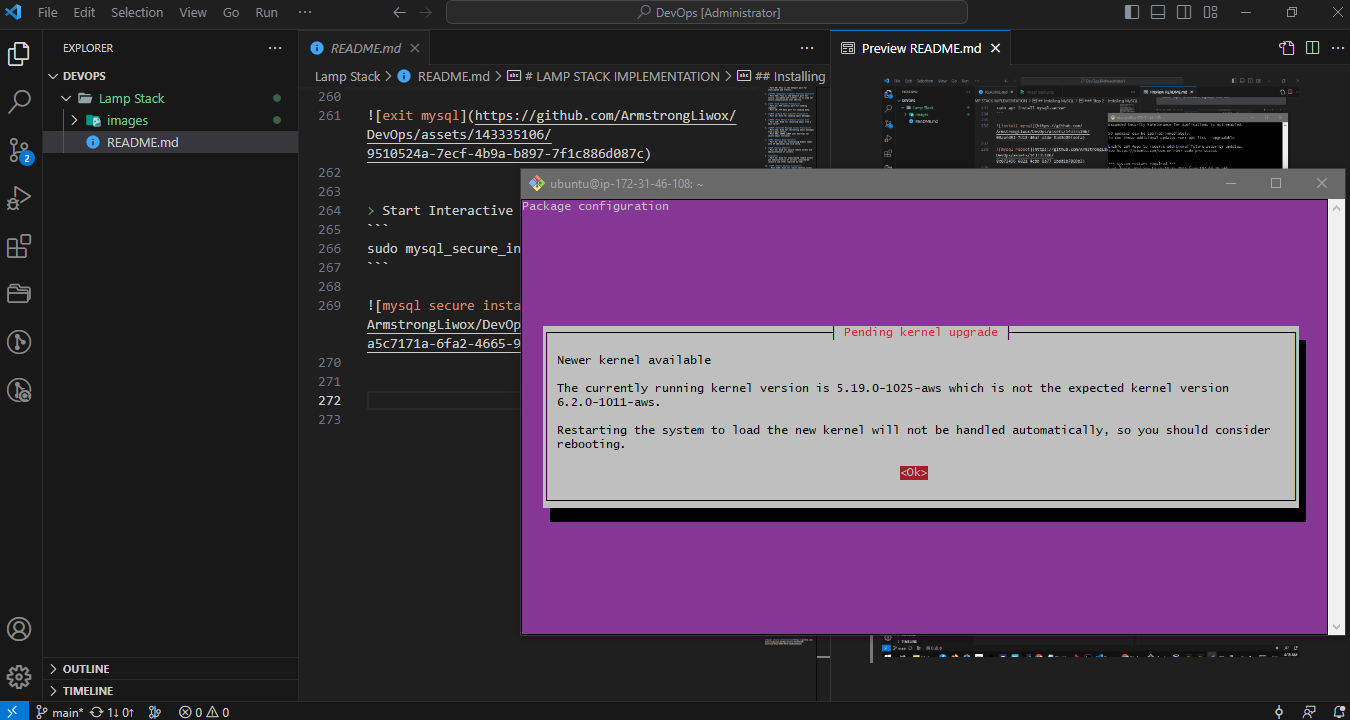 File Edit Selection View Go Run ··· DevOps [Administrator]
EXPLORER ···
DEVOPS
Lamp Stack
images
README.md
OUTLINE
TIMELINE
README.md ···
Lamp Stack > README.md > # LAMP STACK IMPLEMENTATION > ## Installing
260
261 ![exit mysql](https://github.com/ArmstrongLiwox/
DevOps/assets/143335106/
9510524a-7ecf-4b9a-b897-7f1c886d087c)
262
263
264 > Start Interactive
265 ```
266 sudo mysql_secure_in
267 ```
268
269 ![mysql secure insta
ArmstrongLiwox/DevOp
a5c7171a-6fa2-4665-9
270
271
272
273
Preview README.md ···
ubuntu@ip-172-31-46-108: ~
Package configuration
Pending kernel upgrade
Newer kernel available
The currently running kernel version is 5.19.0-1025-aws which is not the expected kernel version
6.2.0-1011-aws.
Restarting the system to load the new kernel will not be handled automatically, so you should consider
rebooting.
<Ok>
2
main* 1↓ 0↑ 0 0